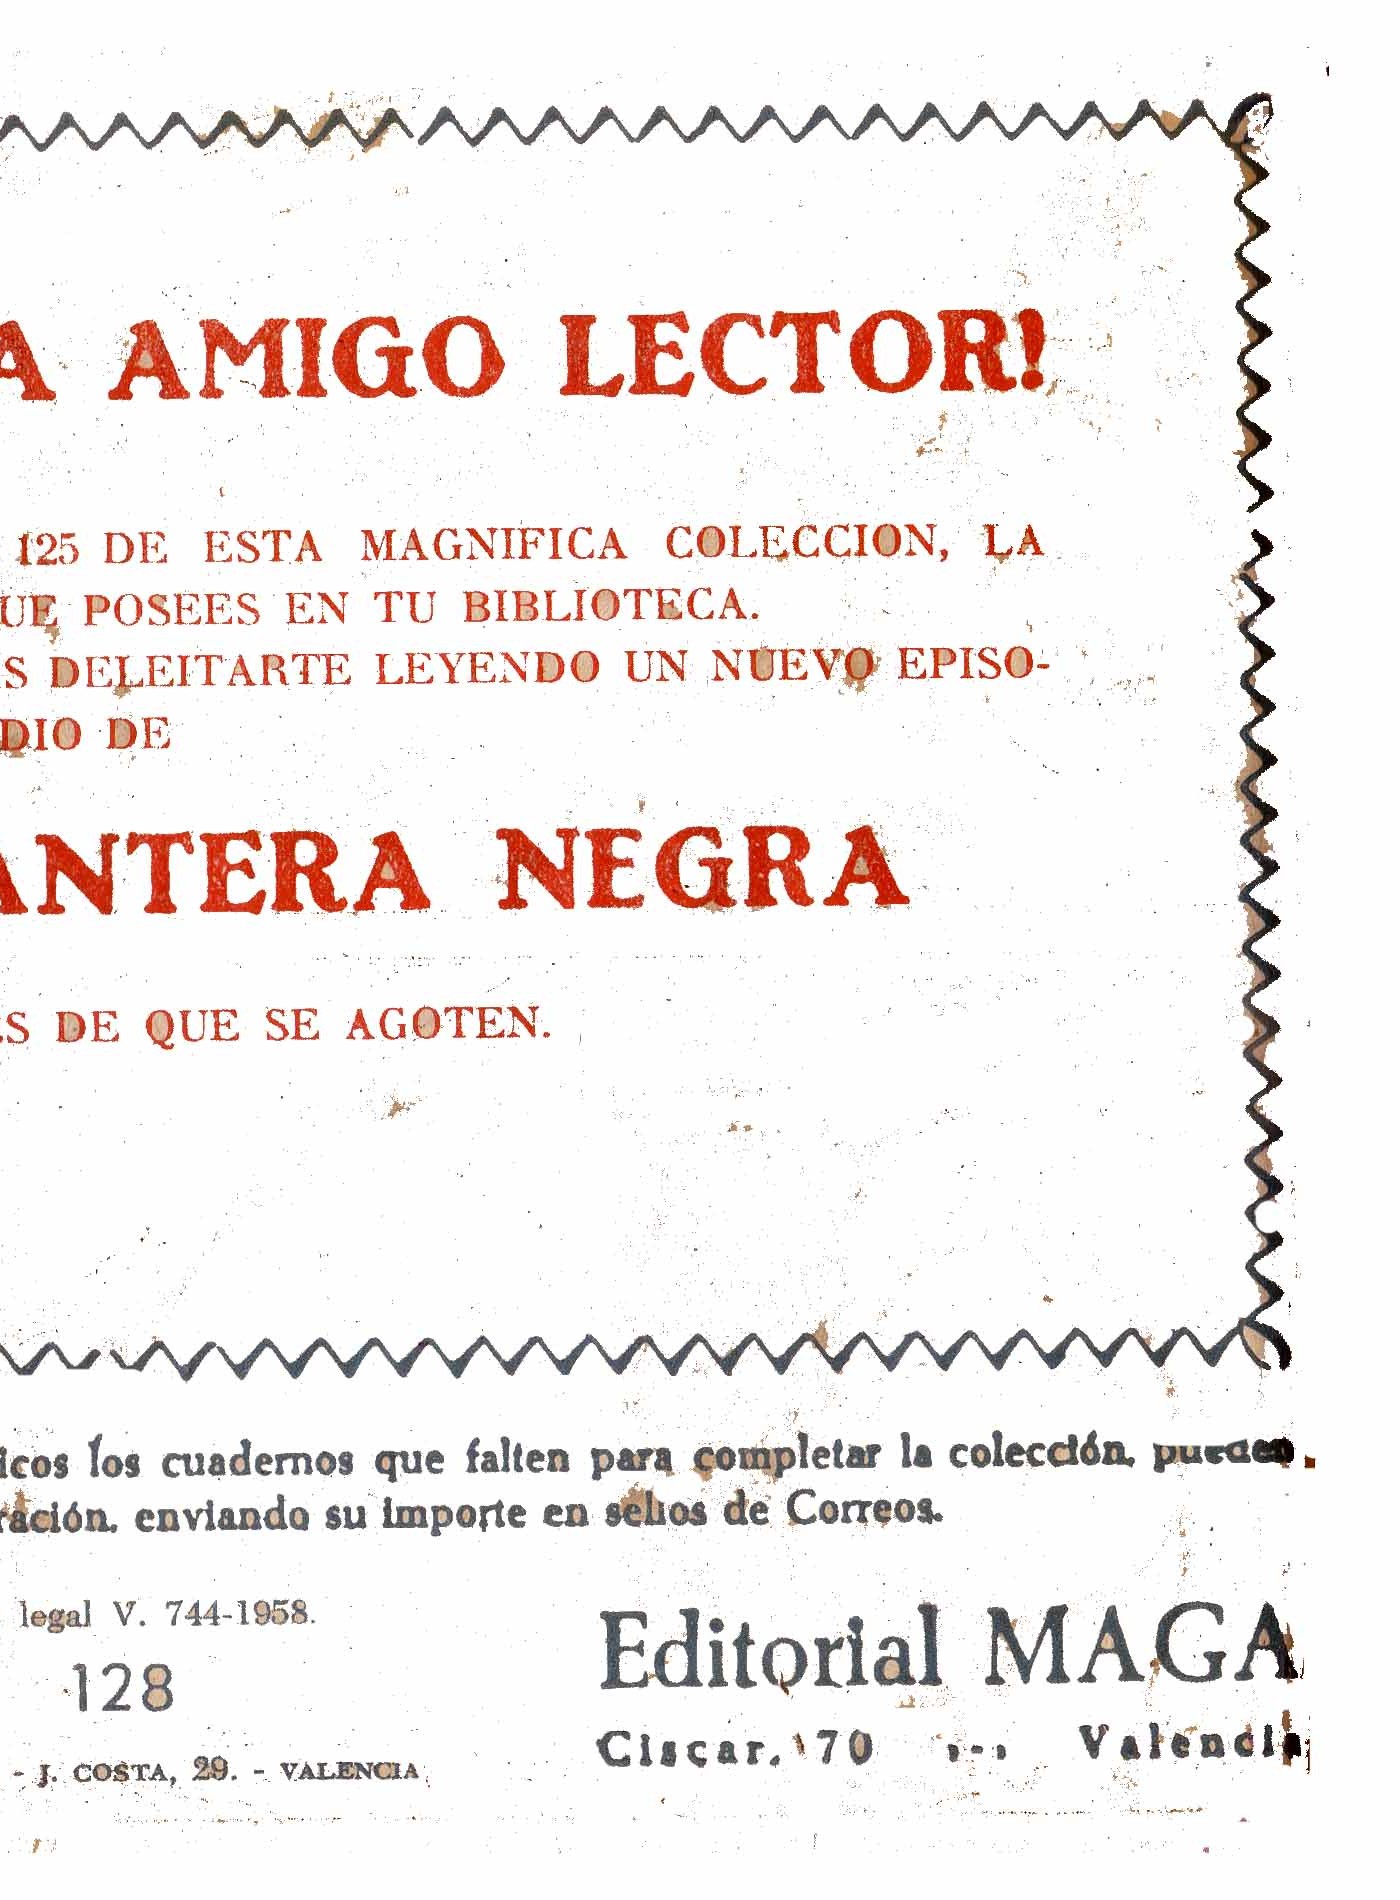 A AMIGO LECTOR!
125 DE ESTA MAGNIFICA COLECCION, LA
UE POSEES EN TU BIBLIOTECA.
S DELEITARTE LEYENDO UN NUEVO EPISO-
DIO DE
ANTERA NEGRA
S DE QUE SE AGOTEN.
icos los cuadernos que falten para completar la colección, pueden
ración, enviando su importe en sellos de Correos.
legal V. 744-1958.
128
- J. COSTA, 29. - VALENCIA
Editorial MAGA
Ciscar, 70 --- Valencia